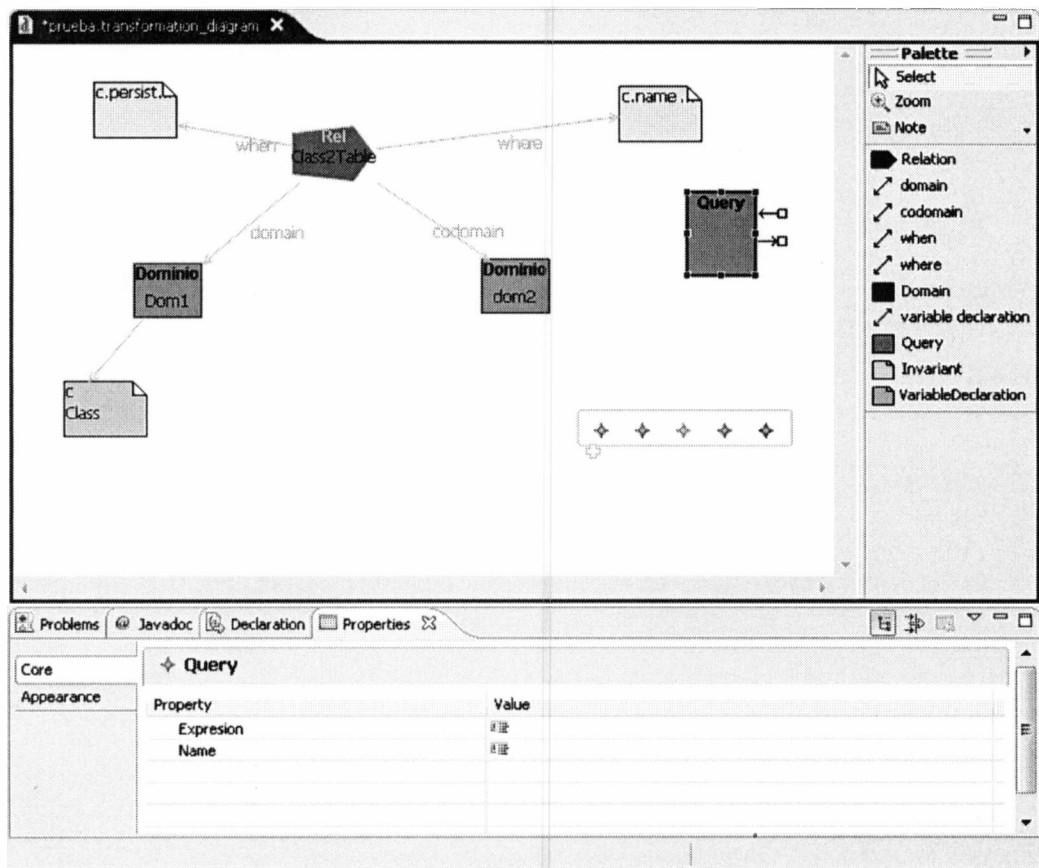 *prueba.transformation_diagram
c.persist...
Rel
Class2Table
c.name ...
when
where
domain
codomain
Query
Dominio
Dom1
Dominio
dom2
c
Class
Palette
Select
Zoom
Note
Relation
domain
codomain
when
where
Domain
variable declaration
Query
Invariant
VariableDeclaration
Problems
@ Javadoc
Declaration
Properties
Core
Appearance
Query
Property Value
Expresion
Name